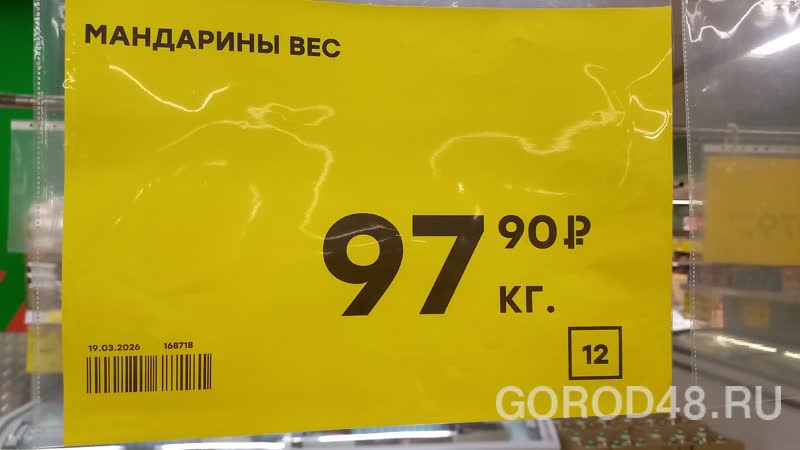 МАНДАРИНЫ ВЕС
97 90 ₽
КГ.
19.03.2026 168718
12
GOROD48.RU